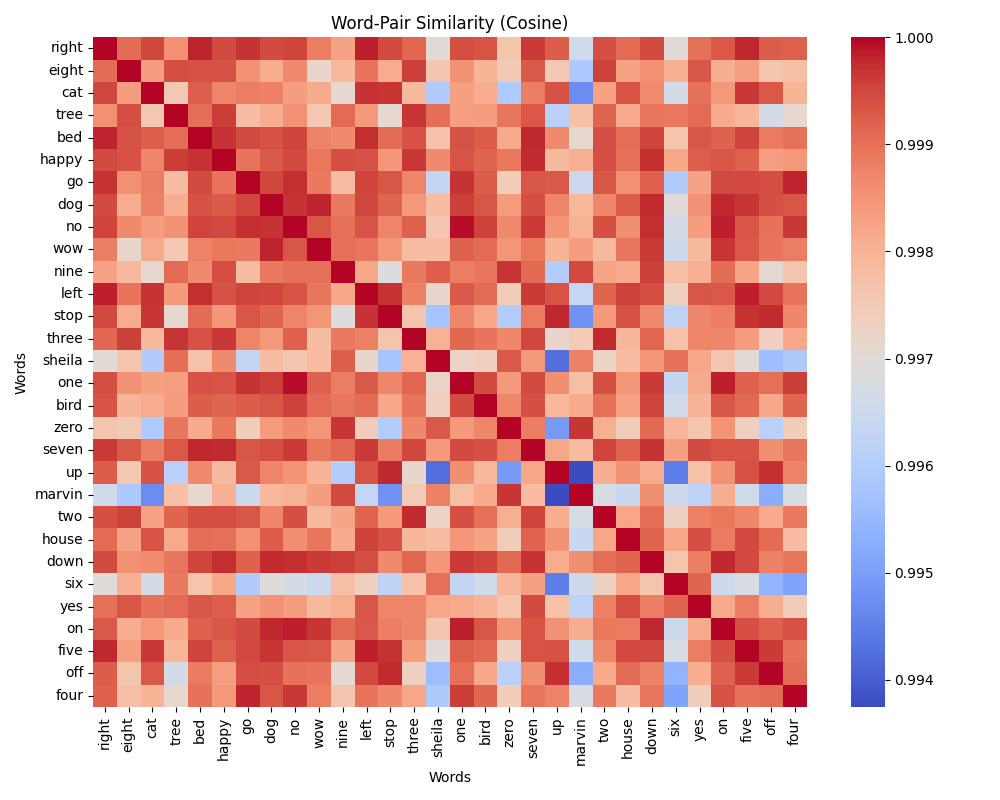 Word-Pair Similarity (Cosine)
right
eight
cat
tree
bed
happy
go
dog
no
wow
nine
left
stop
three
sheila
one
bird
zero
seven
up
marvin
two
house
down
six
yes
on
five
off
four
Words
right eight cat tree bed happy go dog no wow nine left stop three sheila one bird zero seven up marvin two house down six yes on five off four
Words
1.000
0.999
0.998
0.997
0.996
0.995
0.994